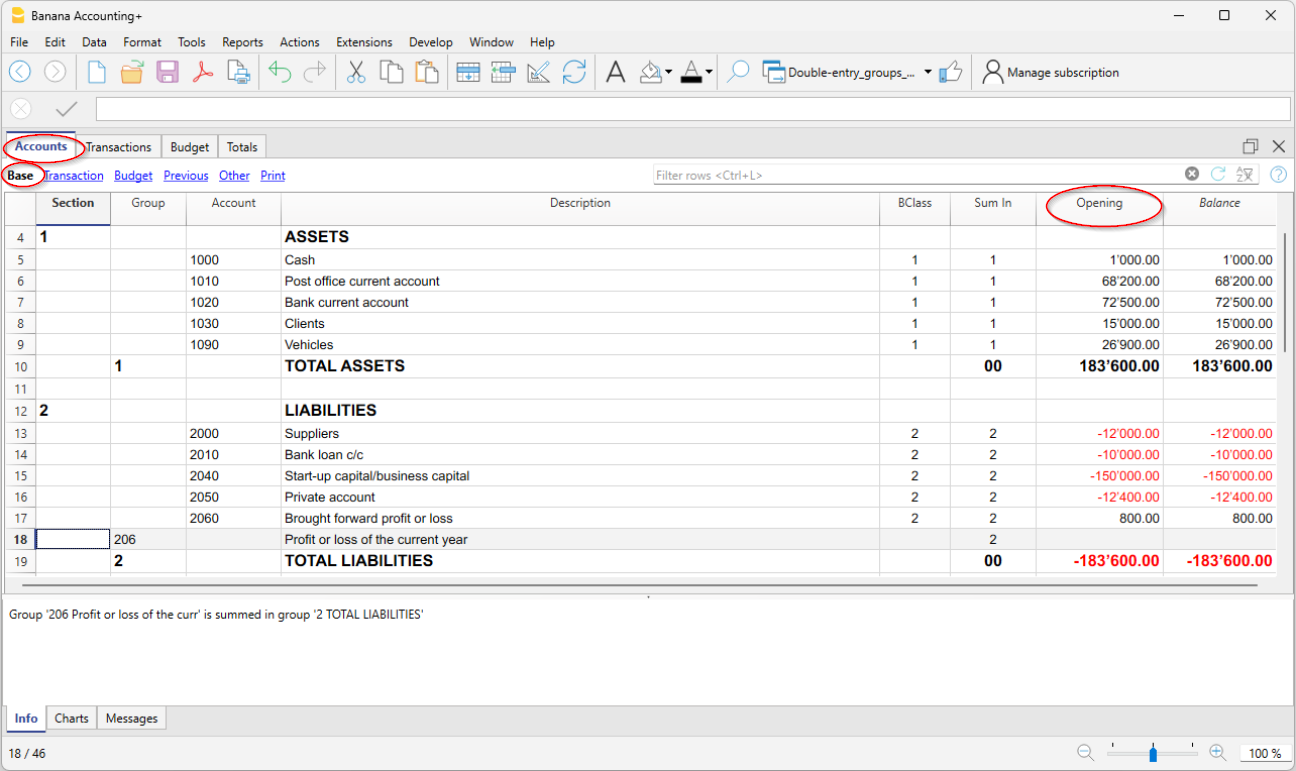 Banana Accounting+
File Edit Data Format Tools Reports Actions Extensions Develop Window Help
Double-entry_groups_... Manage subscription
Accounts Transactions Budget Totals
Base Transaction Budget Previous Other Print Filter rows <Ctrl+L>
Section Group Account Description BClass Sum In Opening Balance
4 1 ASSETS
5 1000 Cash 1 1 1'000.00 1'000.00
6 1010 Post office current account 1 1 68'200.00 68'200.00
7 1020 Bank current account 1 1 72'500.00 72'500.00
8 1030 Clients 1 1 15'000.00 15'000.00
9 1090 Vehicles 1 1 26'900.00 26'900.00
10 1 TOTAL ASSETS 00 183'600.00 183'600.00
11
12 2 LIABILITIES
13 2000 Suppliers 2 2 -12'000.00 -12'000.00
14 2010 Bank loan c/c 2 2 -10'000.00 -10'000.00
15 2040 Start-up capital/business capital 2 2 -150'000.00 -150'000.00
16 2050 Private account 2 2 -12'400.00 -12'400.00
17 2060 Brought forward profit or loss 2 2 800.00 800.00
18 206 Profit or loss of the current year 2
19 2 TOTAL LIABILITIES 00 -183'600.00 -183'600.00
Group '206 Profit or loss of the curr' is summed in group '2 TOTAL LIABILITIES'
Info Charts Messages
18 / 46 100 %